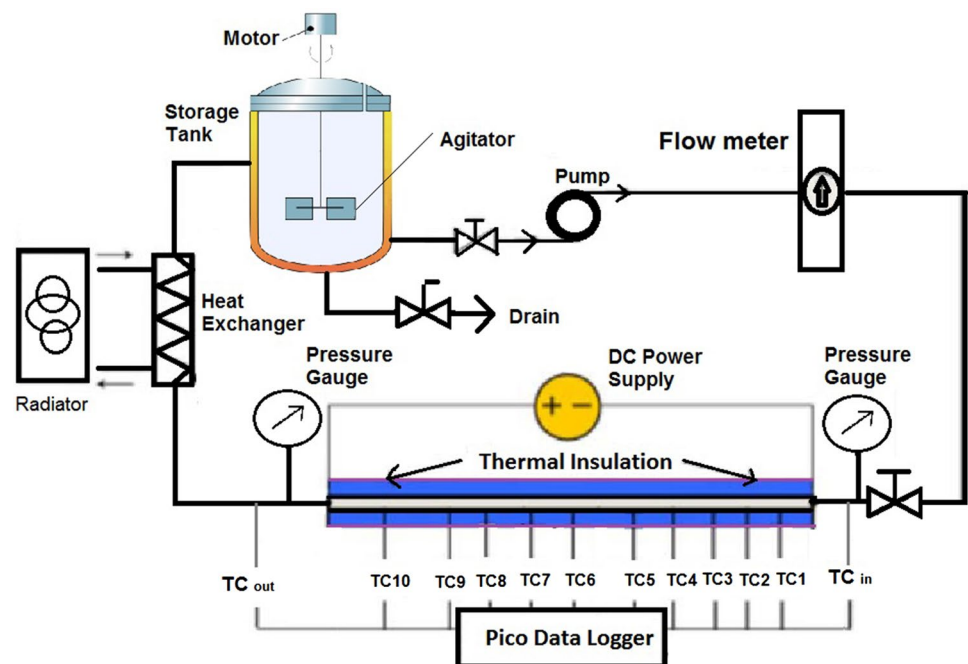 Motor
Storage
Tank
Agitator
Flow meter
Pump
Heat
Exchanger
Drain
Radiator
Pressure
Gauge
DC Power
Supply
+ −
Pressure
Gauge
Thermal Insulation
TC out
TC10
TC9
TC8
TC7
TC6
TC5
TC4
TC3
TC2
TC1
TC in
Pico Data Logger